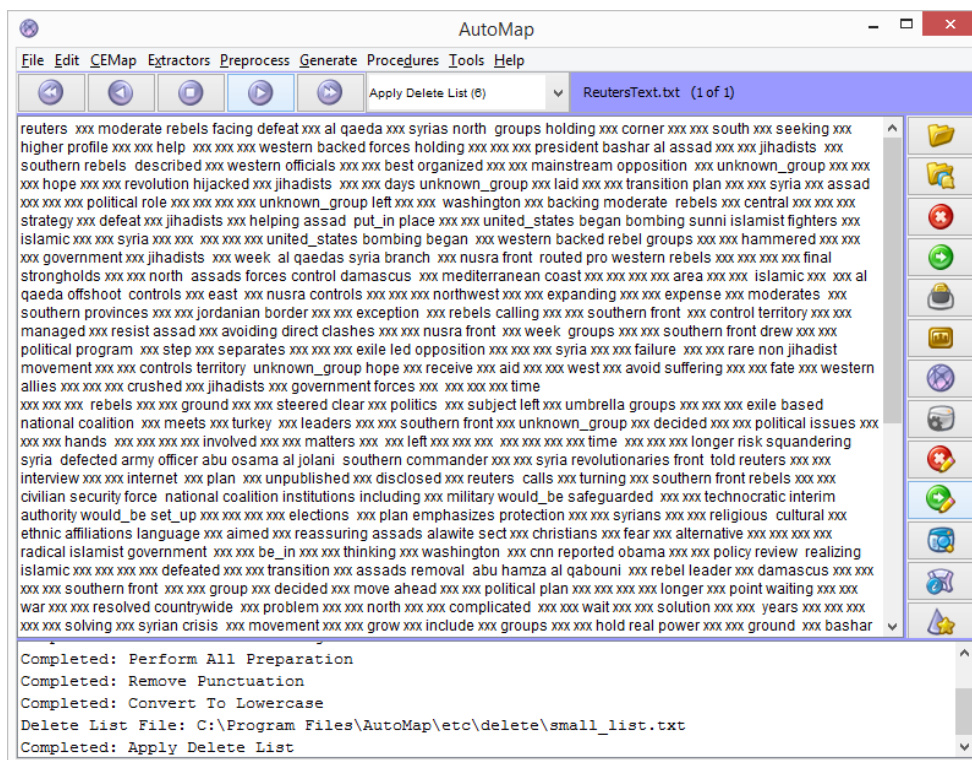 AutoMap
File Edit CEMap Extractors Preprocess Generate Procedures Tools Help
Apply Delete List (6) ReutersText.txt (1 of 1)
reuters xxx moderate rebels facing defeat xxx al qaeda xxx syrias north groups holding xxx corner xxx xxx south seeking xxx
higher profile xxx xxx help xxx xxx xxx western backed forces holding xxx xxx xxx president bashar al assad xxx xxx jihadists xxx
southern rebels described xxx western officials xxx xxx best organized xxx xxx mainstream opposition xxx unknown_group xxx xxx
xxx hope xxx xxx revolution hijacked xxx jihadists xxx xxx days unknown_group xxx laid xxx xxx transition plan xxx xxx syria xxx assad
xxx xxx xxx political role xxx xxx xxx xxx unknown_group left xxx xxx washington xxx backing moderate rebels xxx central xxx xxx xxx
strategy xxx defeat xxx jihadists xxx helping assad put_in place xxx xxx united_states began bombing sunni islamist fighters xxx
islamic xxx xxx syria xxx xxx xxx xxx xxx united_states bombing began xxx western backed rebel groups xxx xxx hammered xxx xxx
xxx government xxx jihadists xxx week al qaedas syria branch xxx nusra front routed pro western rebels xxx xxx xxx xxx final
strongholds xxx xxx north assads forces control damascus xxx mediterranean coast xxx xxx xxx xxx area xxx xxx islamic xxx xxx al
qaeda offshoot controls xxx east xxx nusra controls xxx xxx xxx northwest xxx xxx expanding xxx xxx expense xxx moderates xxx
southern provinces xxx xxx jordanian border xxx xxx exception xxx rebels calling xxx xxx southern front xxx control territory xxx xxx
managed xxx resist assad xxx avoiding direct clashes xxx xxx nusra front xxx week groups xxx xxx southern front drew xxx xxx
political program xxx step xxx separates xxx xxx xxx exile led opposition xxx xxx xxx syria xxx xxx failure xxx xxx rare non jihadist
movement xxx xxx controls territory unknown_group hope xxx receive xxx aid xxx xxx west xxx avoid suffering xxx xxx fate xxx western
allies xxx xxx xxx crushed xxx jihadists xxx government forces xxx xxx xxx xxx time
xxx xxx xxx rebels xxx xxx ground xxx xxx steered clear xxx politics xxx subject left xxx umbrella groups xxx xxx xxx exile based
national coalition xxx meets xxx turkey xxx leaders xxx xxx southern front xxx unknown_group xxx decided xxx xxx political issues xxx
xxx xxx hands xxx xxx xxx xxx involved xxx xxx matters xxx xxx left xxx xxx xxx xxx xxx xxx xxx time xxx xxx xxx longer risk squandering
syria defected army officer abu osama al jolani southern commander xxx xxx syria revolutionaries front told reuters xxx xxx
interview xxx xxx internet xxx plan xxx unpublished xxx disclosed xxx reuters calls xxx turning xxx southern front rebels xxx xxx
civilian security force national coalition institutions including xxx military would_be safeguarded xxx xxx technocratic interim
authority would_be set_up xxx xxx xxx xxx elections xxx plan emphasizes protection xxx xxx syrians xxx xxx religious cultural xxx
ethnic affiliations language xxx aimed xxx reassuring assads alawite sect xxx christians xxx fear xxx alternative xxx xxx xxx xxx
radical islamist government xxx xxx be_in xxx xxx thinking xxx washington xxx cnn reported obama xxx xxx policy review realizing
islamic xxx xxx xxx xxx defeated xxx xxx transition xxx assads removal abu hamza al qabouni xxx rebel leader xxx damascus xxx xxx
xxx xxx southern front xxx xxx group xxx decided xxx move ahead xxx xxx political plan xxx xxx xxx xxx longer xxx point waiting xxx xxx
war xxx xxx resolved countrywide xxx problem xxx xxx north xxx complicated xxx xxx wait xxx xxx solution xxx xxx years xxx xxx xxx
xxx xxx solving xxx syrian crisis xxx movement xxx xxx grow xxx include xxx groups xxx xxx hold real power xxx xxx ground xxx bashar
Completed: Perform All Preparation
Completed: Remove Punctuation
Completed: Convert To Lowercase
Delete List File: C:\Program Files\AutoMap\etc\delete\small_list.txt
Completed: Apply Delete List